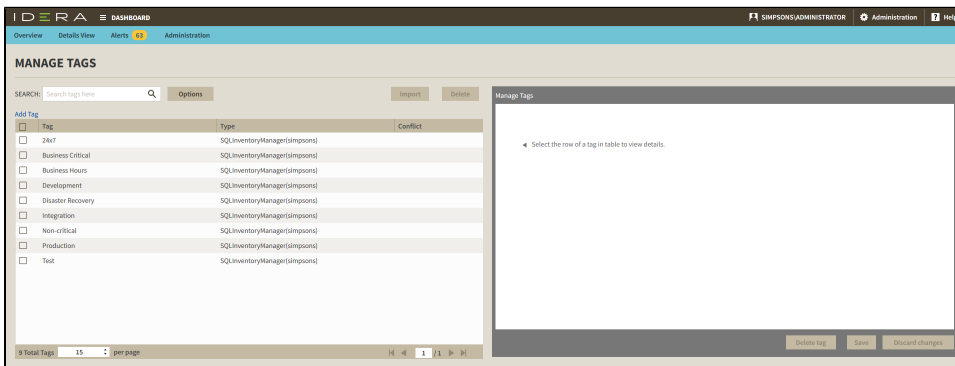 IDERA DASHBOARD SIMPSONS\ADMINISTRATOR Administration ? Help
Overview Details View Alerts 63 Administration
MANAGE TAGS
SEARCH: Search tags here Options Import Delete
Manage Tags
Add Tag
Tag Type Conflict
24x7 SQLInventoryManager(simpsons)
Select the row of a tag in table to view details.
Business Critical SQLInventoryManager(simpsons)
Business Hours SQLInventoryManager(simpsons)
Development SQLInventoryManager(simpsons)
Disaster Recovery SQLInventoryManager(simpsons)
Integration SQLInventoryManager(simpsons)
Non-critical SQLInventoryManager(simpsons)
Production SQLInventoryManager(simpsons)
Test SQLInventoryManager(simpsons)
Delete tag Save Discard changes
9 Total Tags 15 per page 1 /1